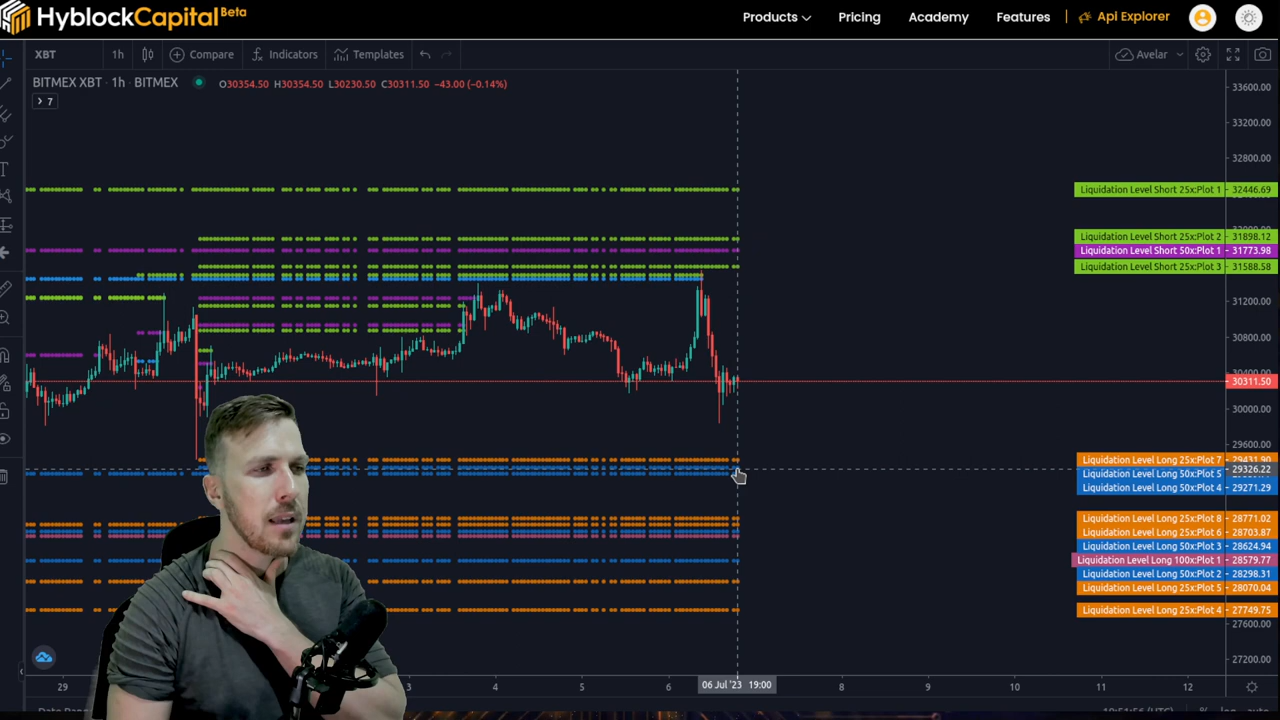 HyblockCapital Beta
Products Pricing Academy Features Api Explorer
XBT 1h Compare Indicators Templates Avelar
BITMEX XBT · 1h · BITMEX O30354.50 H30354.50 L30230.50 C30311.50 -43.00 (-0.14%)
7
33600.00
33200.00
32800.00
Liquidation Level Short 25x:Plot 1 32446.69
Liquidation Level Short 25x:Plot 2 31898.12
Liquidation Level Short 50x:Plot 1 31773.98
Liquidation Level Short 25x:Plot 3 31588.58
31200.00
30800.00
30311.50
30000.00
29600.00
Liquidation Level Long 25x:Plot 7 29431.90
29326.22
Liquidation Level Long 50x:Plot 5
Liquidation Level Long 50x:Plot 4 29271.29
Liquidation Level Long 25x:Plot 8 28771.02
Liquidation Level Long 25x:Plot 6 28703.87
Liquidation Level Long 50x:Plot 3 28624.94
Liquidation Level Long 100x:Plot 1 28579.77
Liquidation Level Long 50x:Plot 2 28298.31
Liquidation Level Long 25x:Plot 5 28070.04
Liquidation Level Long 25x:Plot 4 27749.75
27600.00
27200.00
29 3 4 5 6 06 Jul '23 19:00 8 9 10 11 12